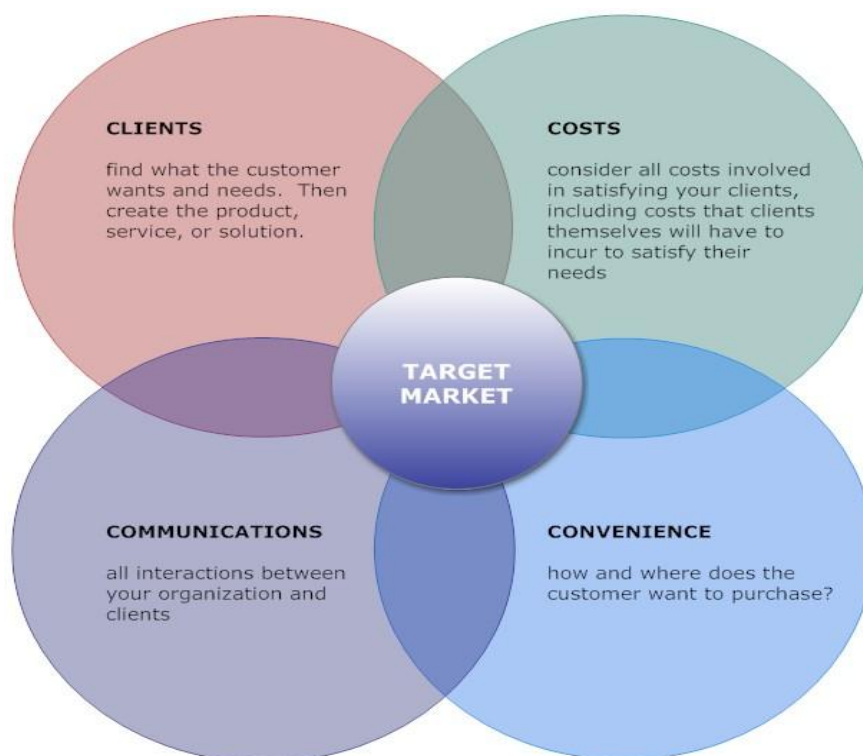 CLIENTS
find what the customer
wants and needs.  Then
create the product,
service, or solution.
COSTS
consider all costs involved
in satisfying your clients,
including costs that clients
themselves will have to
incur to satisfy their
needs
TARGET
MARKET
COMMUNICATIONS
all interactions between
your organization and
clients
CONVENIENCE
how and where does the
customer want to purchase?